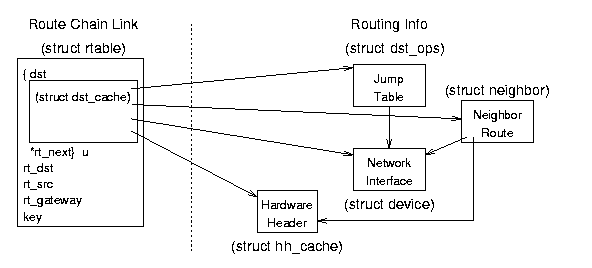 Route Chain Link
(struct rtable)
{ dst
(struct dst_cache)
*rt_next} u
rt_dst
rt_src
rt_gateway
key
Routing Info
(struct dst_ops)
Jump
Table
(struct neighbor)
Neighbor
Route
Network
Interface
(struct device)
Hardware
Header
(struct hh_cache)